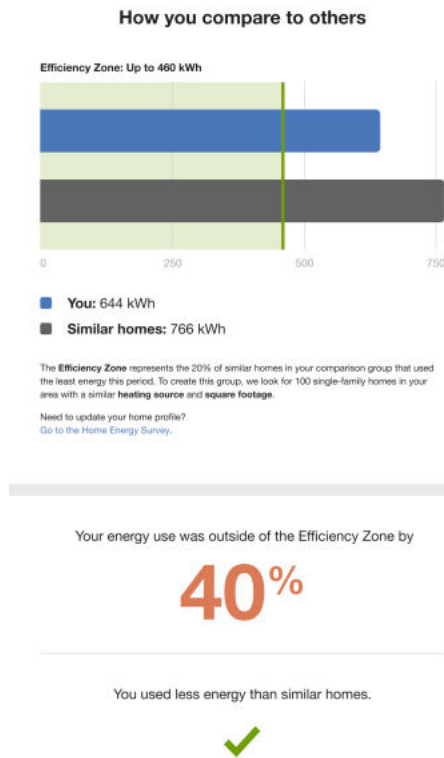 How you compare to others
Efficiency Zone: Up to 460 kWh
0 250 500 750
You: 644 kWh
Similar homes: 766 kWh
The Efficiency Zone represents the 20% of similar homes in your comparison group that used
the least energy this period. To create this group, we look for 100 single-family homes in your
area with a similar heating source and square footage.
Need to update your home profile?
Go to the Home Energy Survey.
Your energy use was outside of the Efficiency Zone by
40%
You used less energy than similar homes.